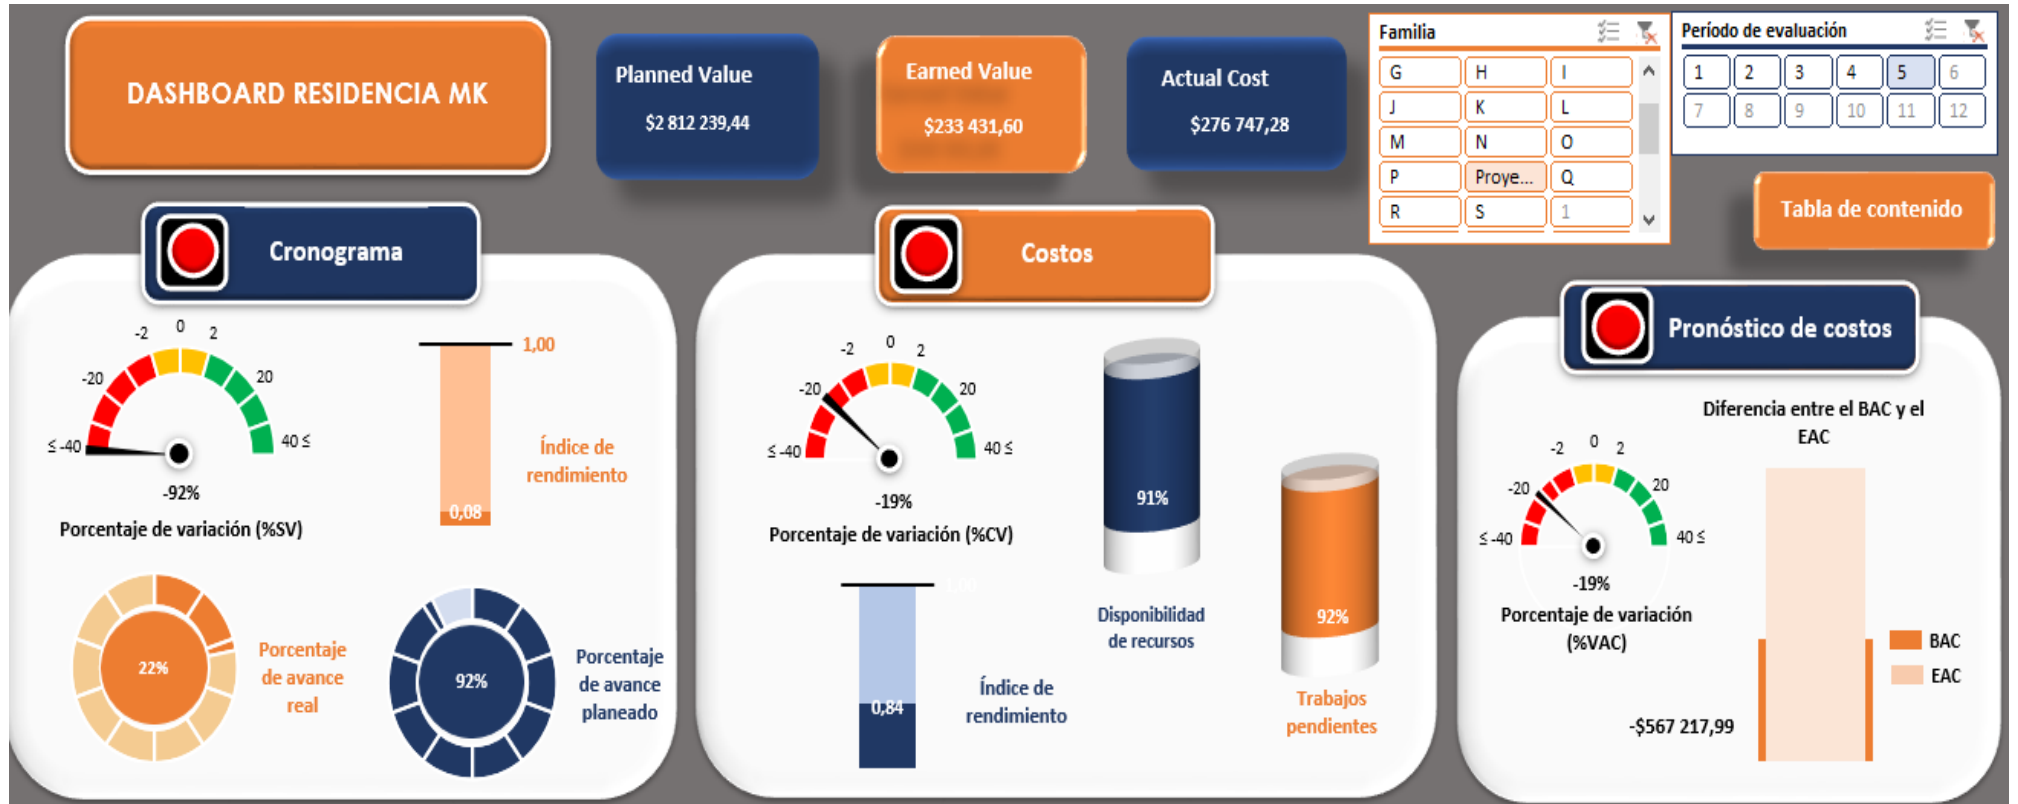 DASHBOARD RESIDENCIA MK
Planned Value
$2 812 239,44
Earned Value
$233 431,60
Actual Cost
$276 747,28
Familia
G
H
I
J
K
L
M
N
O
P
Proye...
Q
R
S
1
Período de evaluación
1
2
3
4
5
6
7
8
9
10
11
12
Tabla de contenido
Cronograma
-2
0
2
-20
20
≤ -40
40 ≤
-92%
Porcentaje de variación (%SV)
1,00
0,08
Índice de
rendimiento
22%
Porcentaje
de avance
real
92%
Porcentaje
de avance
planeado
Costos
-2
0
2
-20
20
≤ -40
40 ≤
-19%
Porcentaje de variación (%CV)
1,00
0,84
Índice de
rendimiento
91%
Disponibilidad
de recursos
92%
Trabajos
pendientes
Pronóstico de costos
Diferencia entre el BAC y el
EAC
-2
0
2
-20
20
≤ -40
40 ≤
-19%
Porcentaje de variación
(%VAC)
BAC
EAC
-$567 217,99